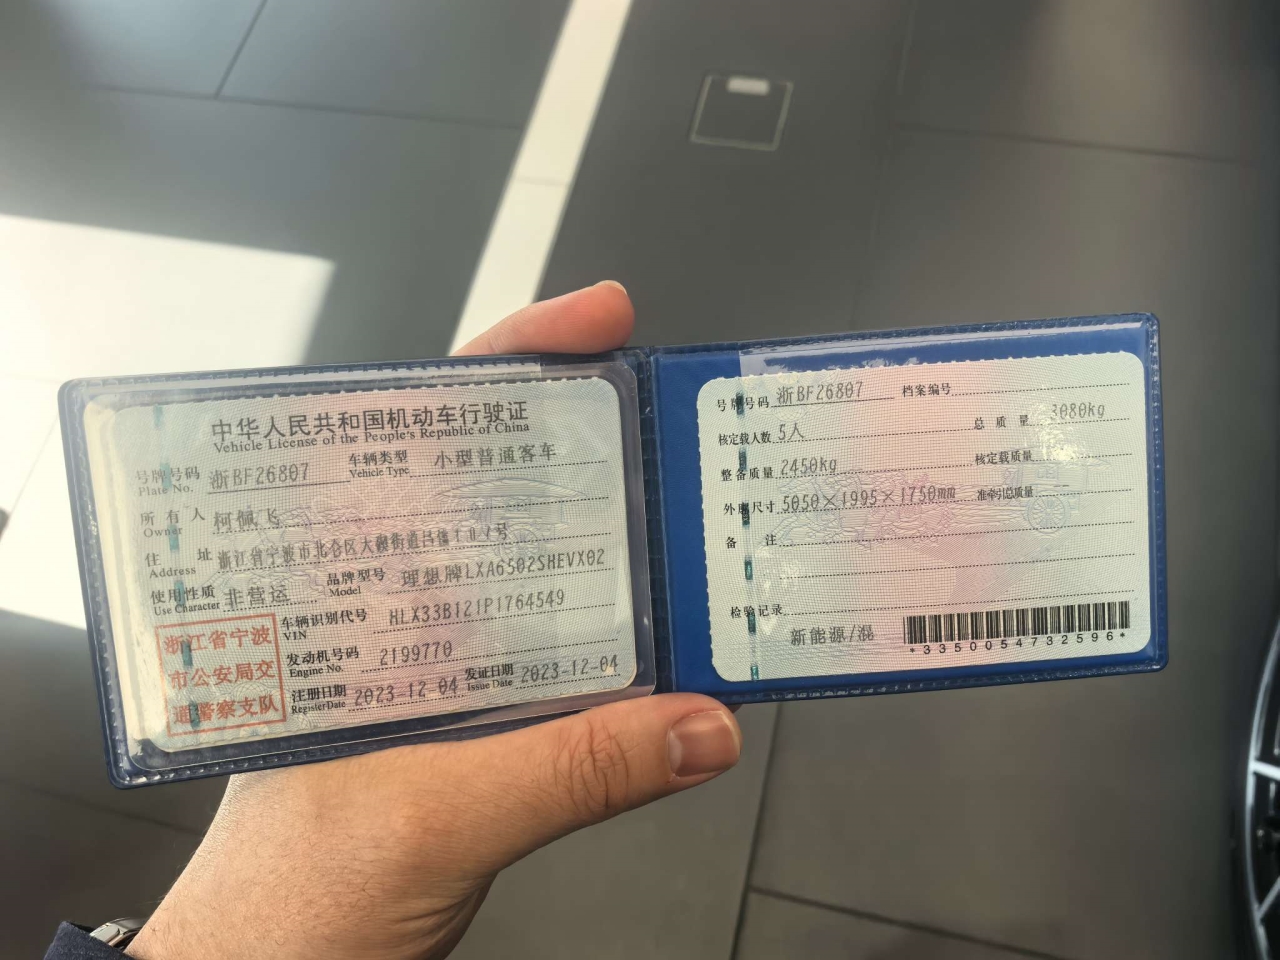 中华人民共和国机动车行驶证
Vehicle License of the People's Republic of China
号牌号码 浙BF26807 车辆类型 小型普通客车
Plate No. Vehicle Type
所有人 柯佩飞
Owner
住址 浙江省宁波市北仑区大碶街道 号
Address
使用性质 非营运 品牌型号 理想牌LXA6502SHEVX02
Use Character Model
车辆识别代号 HLX33B121P1764549
VIN
发动机号码 2199770
Engine No.
注册日期 2023-12-04 发证日期 2023-12-04
Register Date Issue Date
浙江省宁波
市公安局交
通警察支队
号牌号码 浙BF26807 档案编号
核定载人数 5人 总质量 3080kg
整备质量 2450kg 核定载质量
外廓尺寸 5050×1995×1750mm 准牵引总质量
备注
检验记录
新能源/混
*3350054732596*